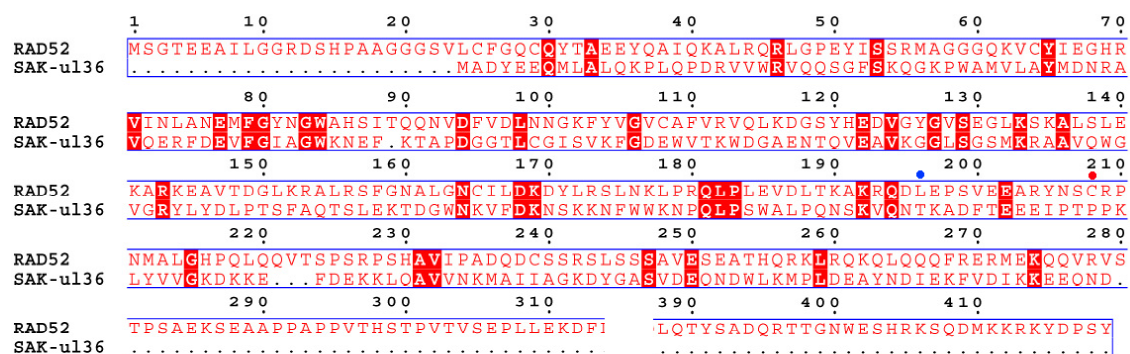 1 10 20 30 40 50 60 70
RAD52 MSGTEEAILGGRDSHPAAGGGSVLCFGQCQYTAEEYQAIQKALRQRLGPEYISSRMAGGGQKVCYIEGHR
SAK-ul36 .......................MADYEEQMLALQKPLQPDRVVWRVQQSGFSKQGKPWAMVLAYMDNRA
80 90 100 110 120 130 140
RAD52 VINLANEMFGYNGWAHSITQQNVDFVDLNNGKFYVGVCAFVRVQLKDGSYHEDVGYGVSEGLKSKALSLE
SAK-ul36 VQERFDEVFGIAGWKNEF.KTAPDGGTLCGISVKFGDEWVTKWDGAENTQVEAVKGGLSGSMKRAAVQWG
150 160 170 180 190 200 210
RAD52 KARKEAVTDGLKRALRSFGNALGNCILDKDYLRSLNKLPRQLPLEVDLTKAKRQDLEPSVEEARYNSCRP
SAK-ul36 VGRYLYDLPTSFAQTSLEKTDGWNKVFDKNSKKNFWWKNPQLPSWALPQNSKVQNTKADFTEEEIPTPPK
220 230 240 250 260 270 280
RAD52 NMALGHPQLQQVTSPSRPSHAVIPADQDCSSRSLSSSAVESEATHQRKLRQKQLQQQFRERMEKQQVRVS
SAK-ul36 LYVVGKDKKE...FDEKKLQAVVNKMAIIAGKDYGASVDEQNDWLKMPLDEAYNDIEKFVDIKKEEQND.
290 300 310 390 400 410
RAD52 TPSAEKSEAAPPAPPVTHSTPVTVSEPLLEKDF LQTYSADQRTTGNWESHRKSQDMKKRKYDPSY
SAK-ul36 ................................. ................................